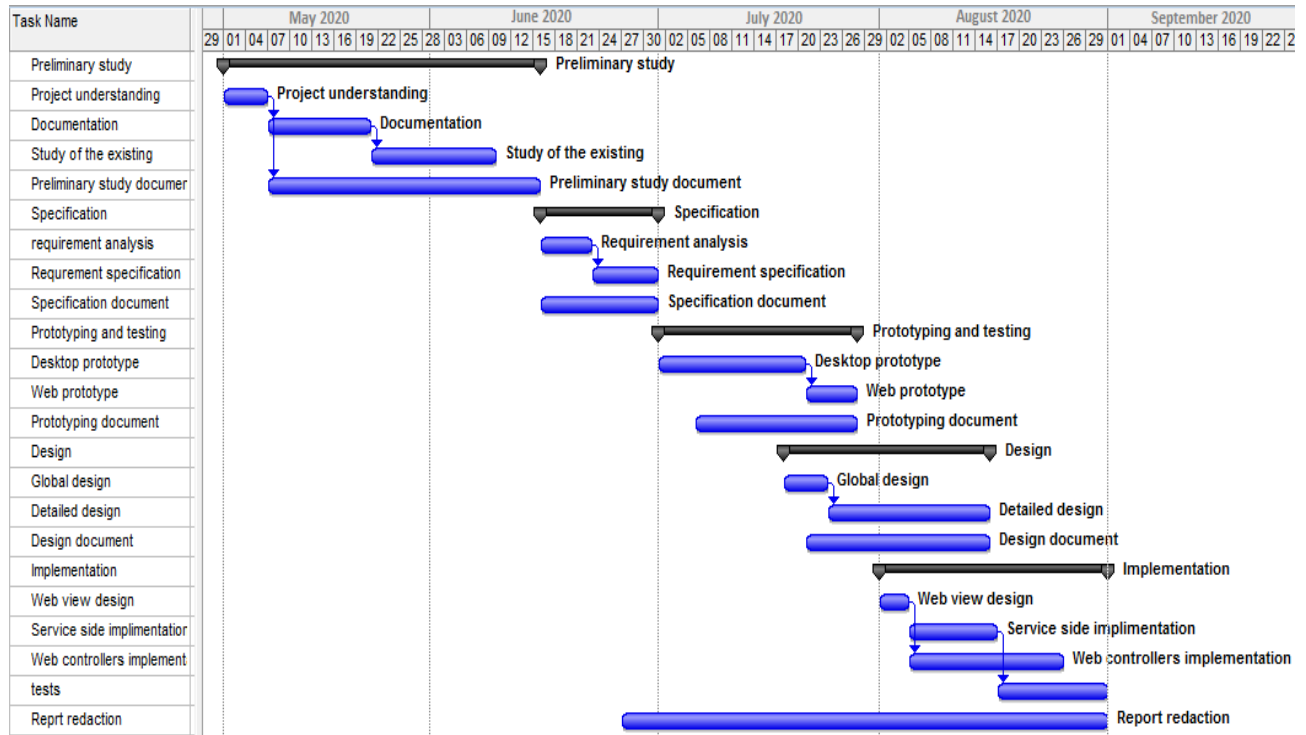 Task Name May 2020 June 2020 July 2020 August 2020 September 2020
29 01 04 07 10 13 16 19 22 25 28 03 06 09 12 15 18 21 24 27 30 02 05 08 11 14 17 20 23 26 29 02 05 08 11 14 17 20 23 26 29 01 04 07 10 13 16 19 22 2
Preliminary study Preliminary study
Project understanding Project understanding
Documentation Documentation
Study of the existing Study of the existing
Preliminary study documer Preliminary study document
Specification Specification
requirement analysis Requirement analysis
Requrement specification Requirement specification
Specification document Specification document
Prototyping and testing Prototyping and testing
Desktop prototype Desktop prototype
Web prototype Web prototype
Prototyping document Prototyping document
Design Design
Global design Global design
Detailed design Detailed design
Design document Design document
Implementation Implementation
Web view design Web view design
Service side implimentation Service side implimentation
Web controllers implement Web controllers implementation
tests
Reprt redaction Report redaction